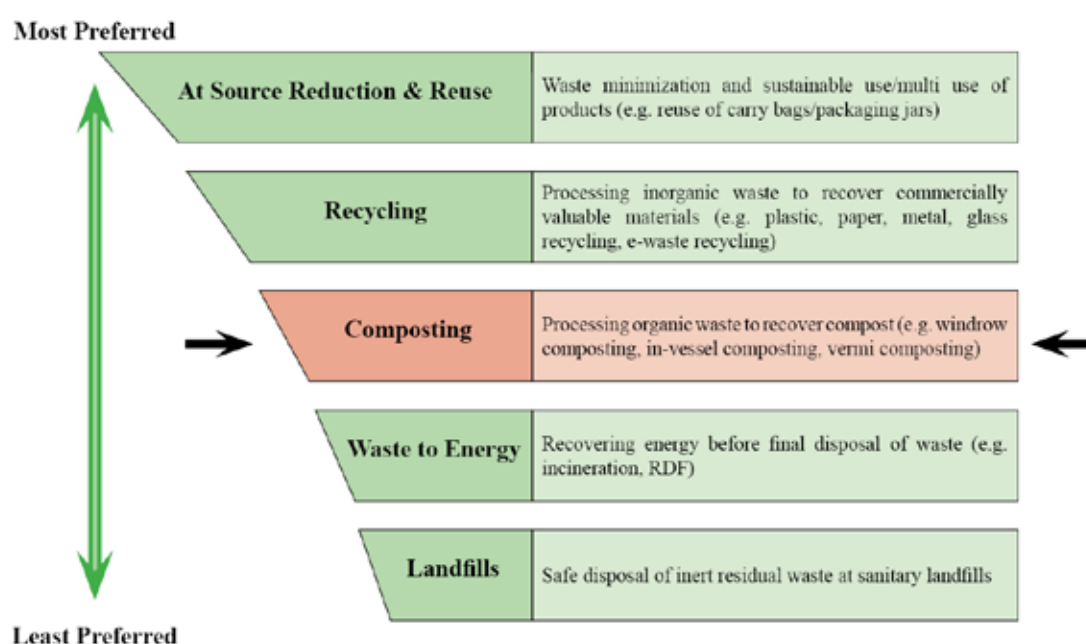 Most Preferred
At Source Reduction & Reuse
Waste minimization and sustainable use/multi use of
products (e.g. reuse of carry bags/packaging jars)
Recycling
Processing inorganic waste to recover commercially
valuable materials (e.g. plastic, paper, metal, glass
recycling, e-waste recycling)
Composting
Processing organic waste to recover compost (e.g. windrow
composting, in-vessel composting, vermi composting)
Waste to Energy
Recovering energy before final disposal of waste (e.g.
incineration, RDF)
Landfills
Safe disposal of inert residual waste at sanitary landfills
Least Preferred